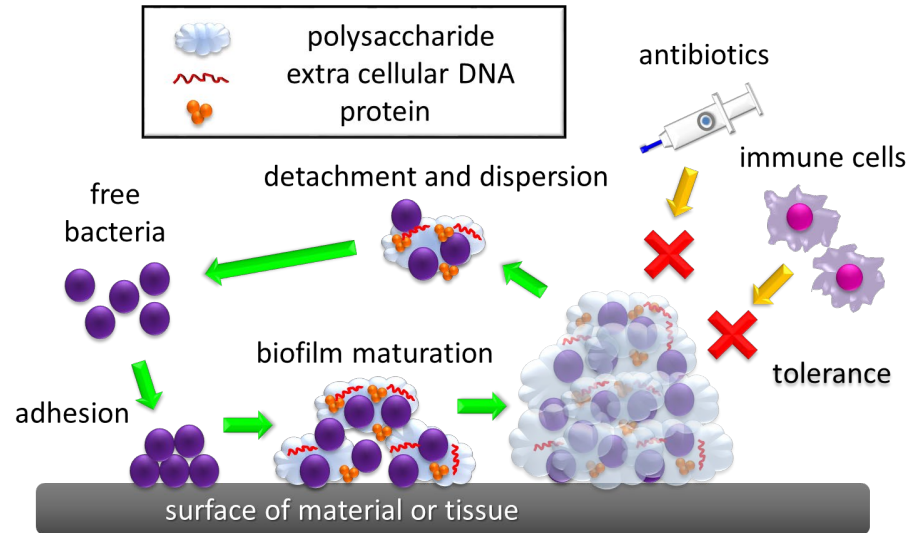 polysaccharide
extra cellular DNA
protein
antibiotics
immune cells
detachment and dispersion
free
bacteria
biofilm maturation
tolerance
adhesion
surface of material or tissue